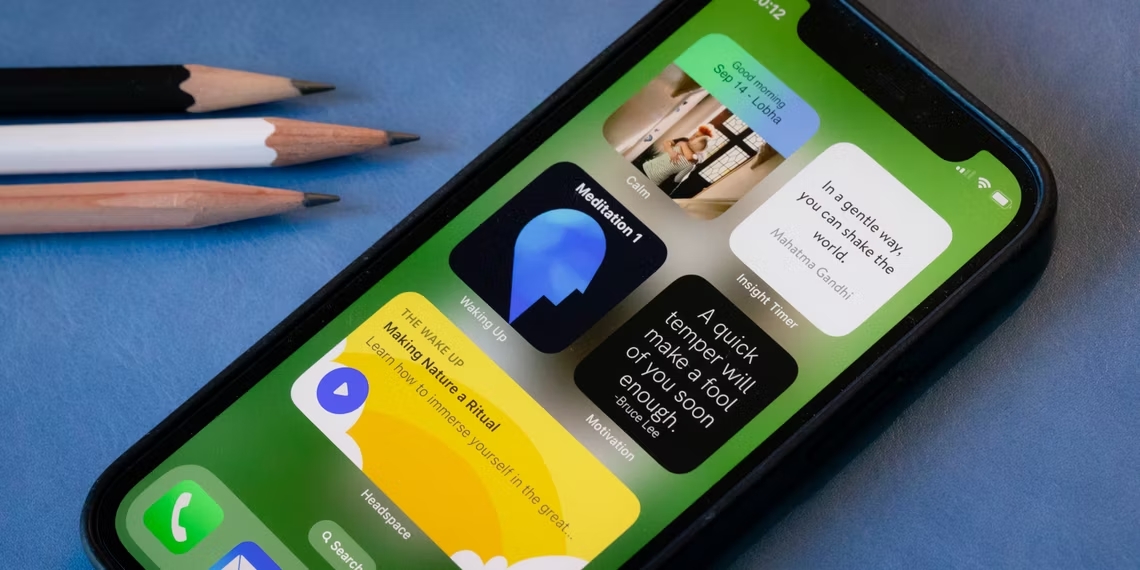 Good morning
Sep 14 - Lobha
Calm
In a gentle way,
you can shake the
world.
Mahatma Gandhi
Insight Timer
Meditation 1
Waking Up
A quick
temper will
make a fool
of you soon
enough.
-Bruce Lee
Motivation
THE WAKE UP
Making Nature a Ritual
Learn how to immerse yourself in the great...
Headspace
Search